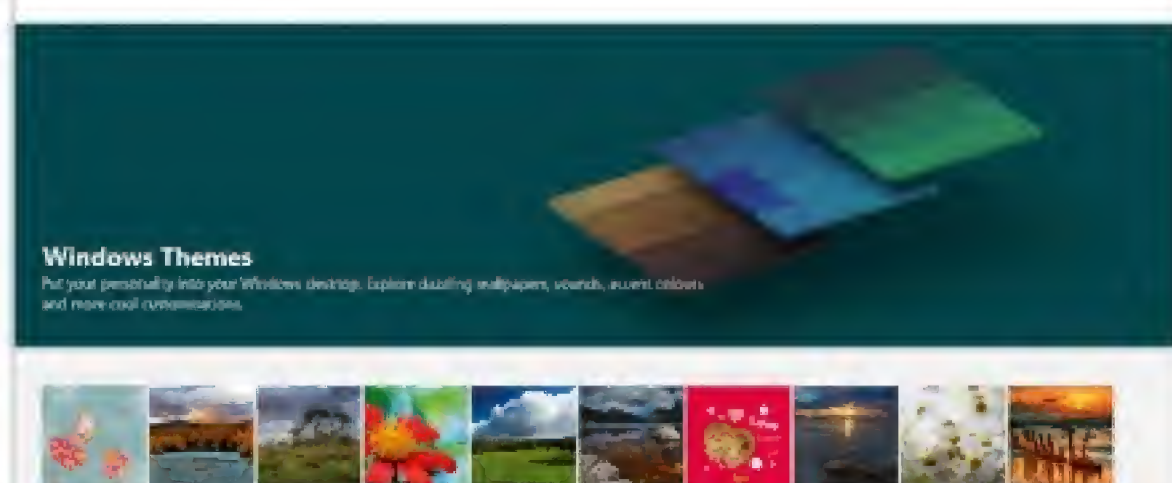 Windows Themes
Put your personality into your Windows desktop. Explore dazzling wallpapers, sounds, accent colours
and more cool customisations.